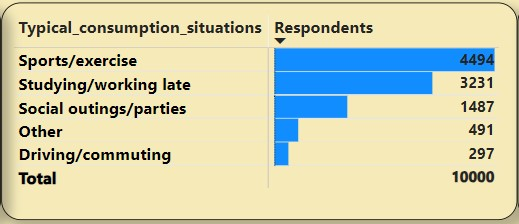 Typical_consumption_situations Respondents
Sports/exercise 4494
Studying/working late 3231
Social outings/parties 1487
Other 491
Driving/commuting 297
Total 10000